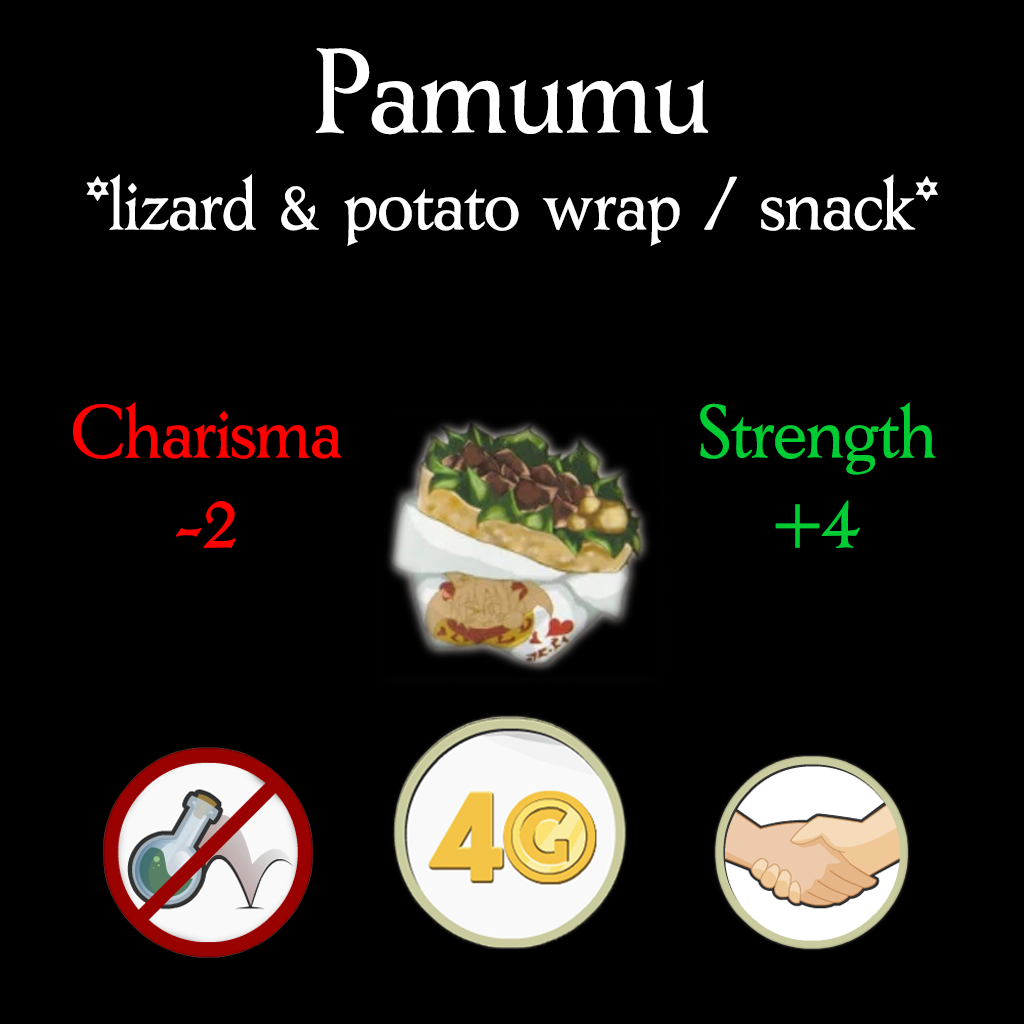 Pamumu
*lizard & potato wrap / snack*
Charisma
-2
Strength
+4
4G